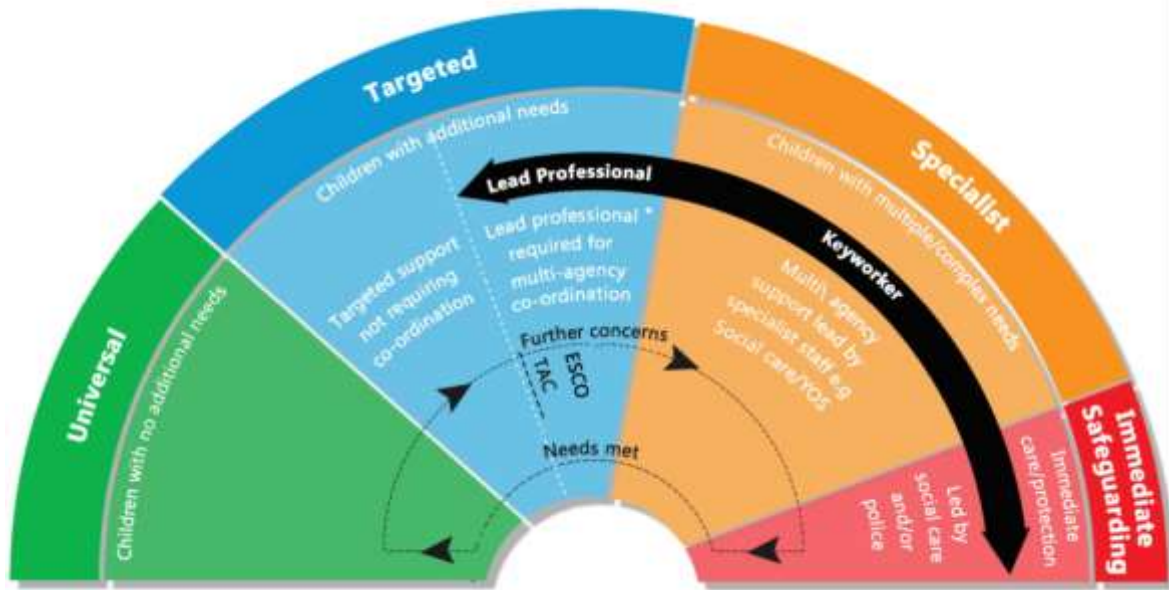 Universal
Children with no additional needs
Targeted
Children with additional needs
Targeted support
not requiring
co-ordination
Lead Professional
Lead professional *
required for
multi-agency
co-ordination
Further concerns
ESCO
TAC
Needs met
Specialist
Children with multiple/complex needs
Keyworker
Multi agency
support lead by
specialist staff e.g
Social care/YOS
Immediate
Safeguarding
Immediate
care/protection
Led by
social care
and/or
police